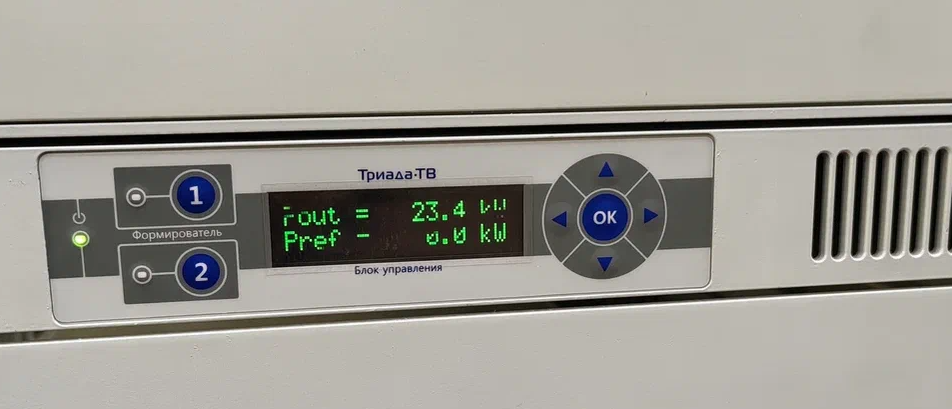 Триада-ТВ
1
Формирователь
2
Pout = 23.4 kW
Pref = 0.0 kW
Блок управления
OK